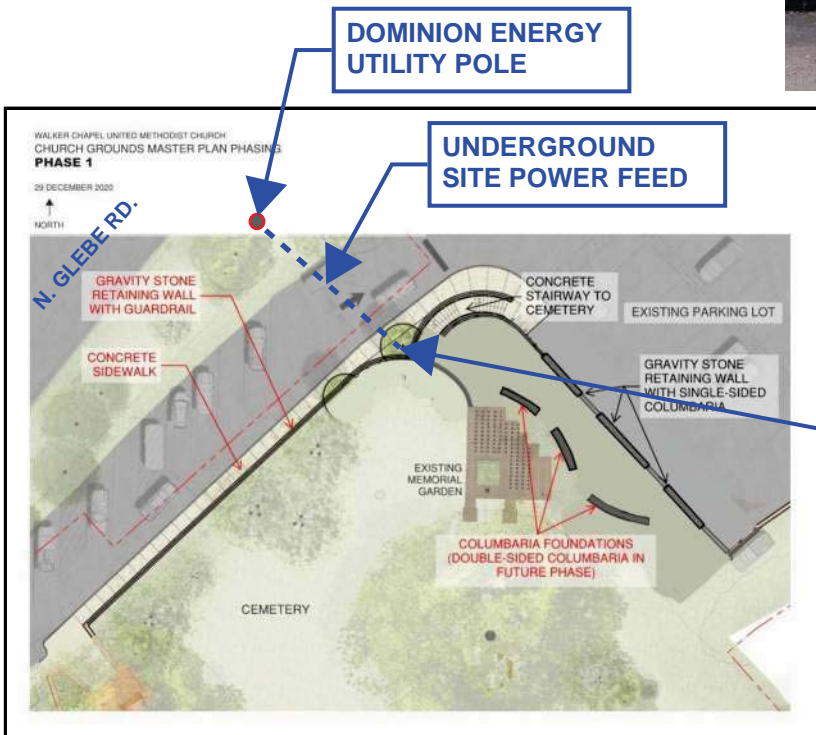 DOMINION ENERGY
UTILITY POLE
WALKER CHAPEL UNITED METHODIST CHURCH
CHURCH GROUNDS MASTER PLAN PHASING
PHASE 1
29 DECEMBER 2020
NORTH
UNDERGROUND
SITE POWER FEED
N. GLEBE RD.
GRAVITY STONE
RETAINING WALL
WITH GUARDRAIL
CONCRETE
STAIRWAY TO
CEMETERY
EXISTING PARKING LOT
CONCRETE
SIDEWALK
GRAVITY STONE
RETAINING WALL
WITH SINGLE-SIDED
COLUMBARIA
EXISTING
MEMORIAL
GARDEN
COLUMBARIA FOUNDATIONS
(DOUBLE-SIDED COLUMBARIA IN
FUTURE PHASE)
CEMETERY